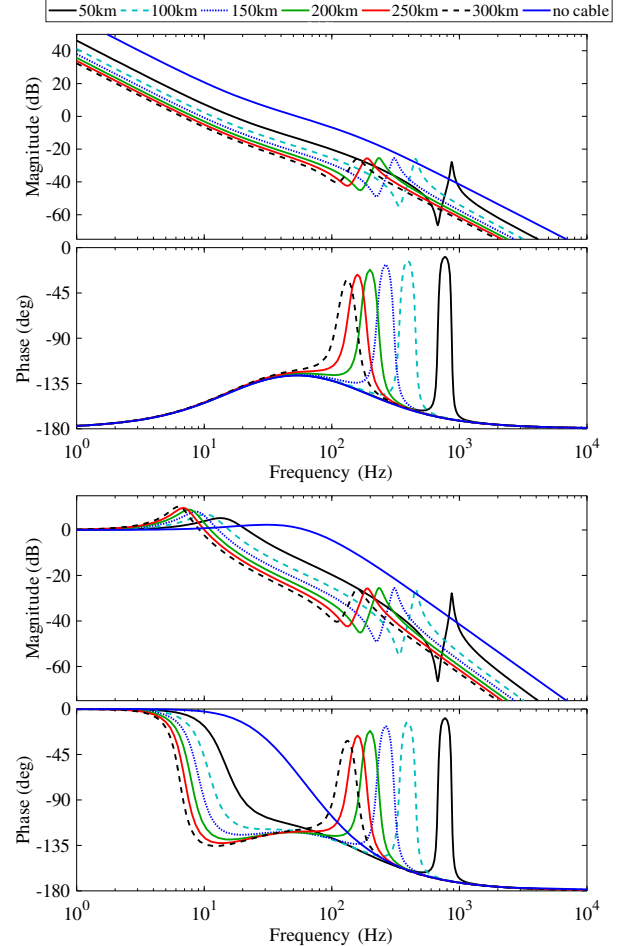 50km 100km 150km 200km 250km 300km no cable
40
20
0
-20
-40
-60
Magnitude (dB)
0
-45
-90
-135
-180
Phase (deg)
10^0 10^1 10^2 10^3 10^4
Frequency (Hz)
0
-20
-40
-60
Magnitude (dB)
0
-45
-90
-135
-180
Phase (deg)
10^0 10^1 10^2 10^3 10^4
Frequency (Hz)